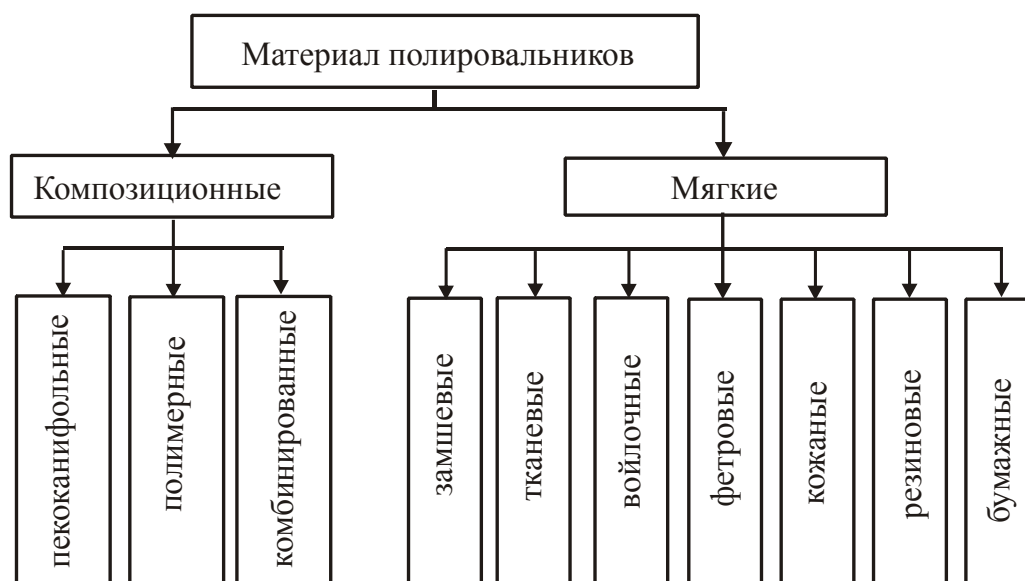 Материал полировальников
Композиционные
Мягкие
пекоканифольные
полимерные
комбинированные
замшевые
тканевые
войлочные
фетровые
кожаные
резиновые
бумажные